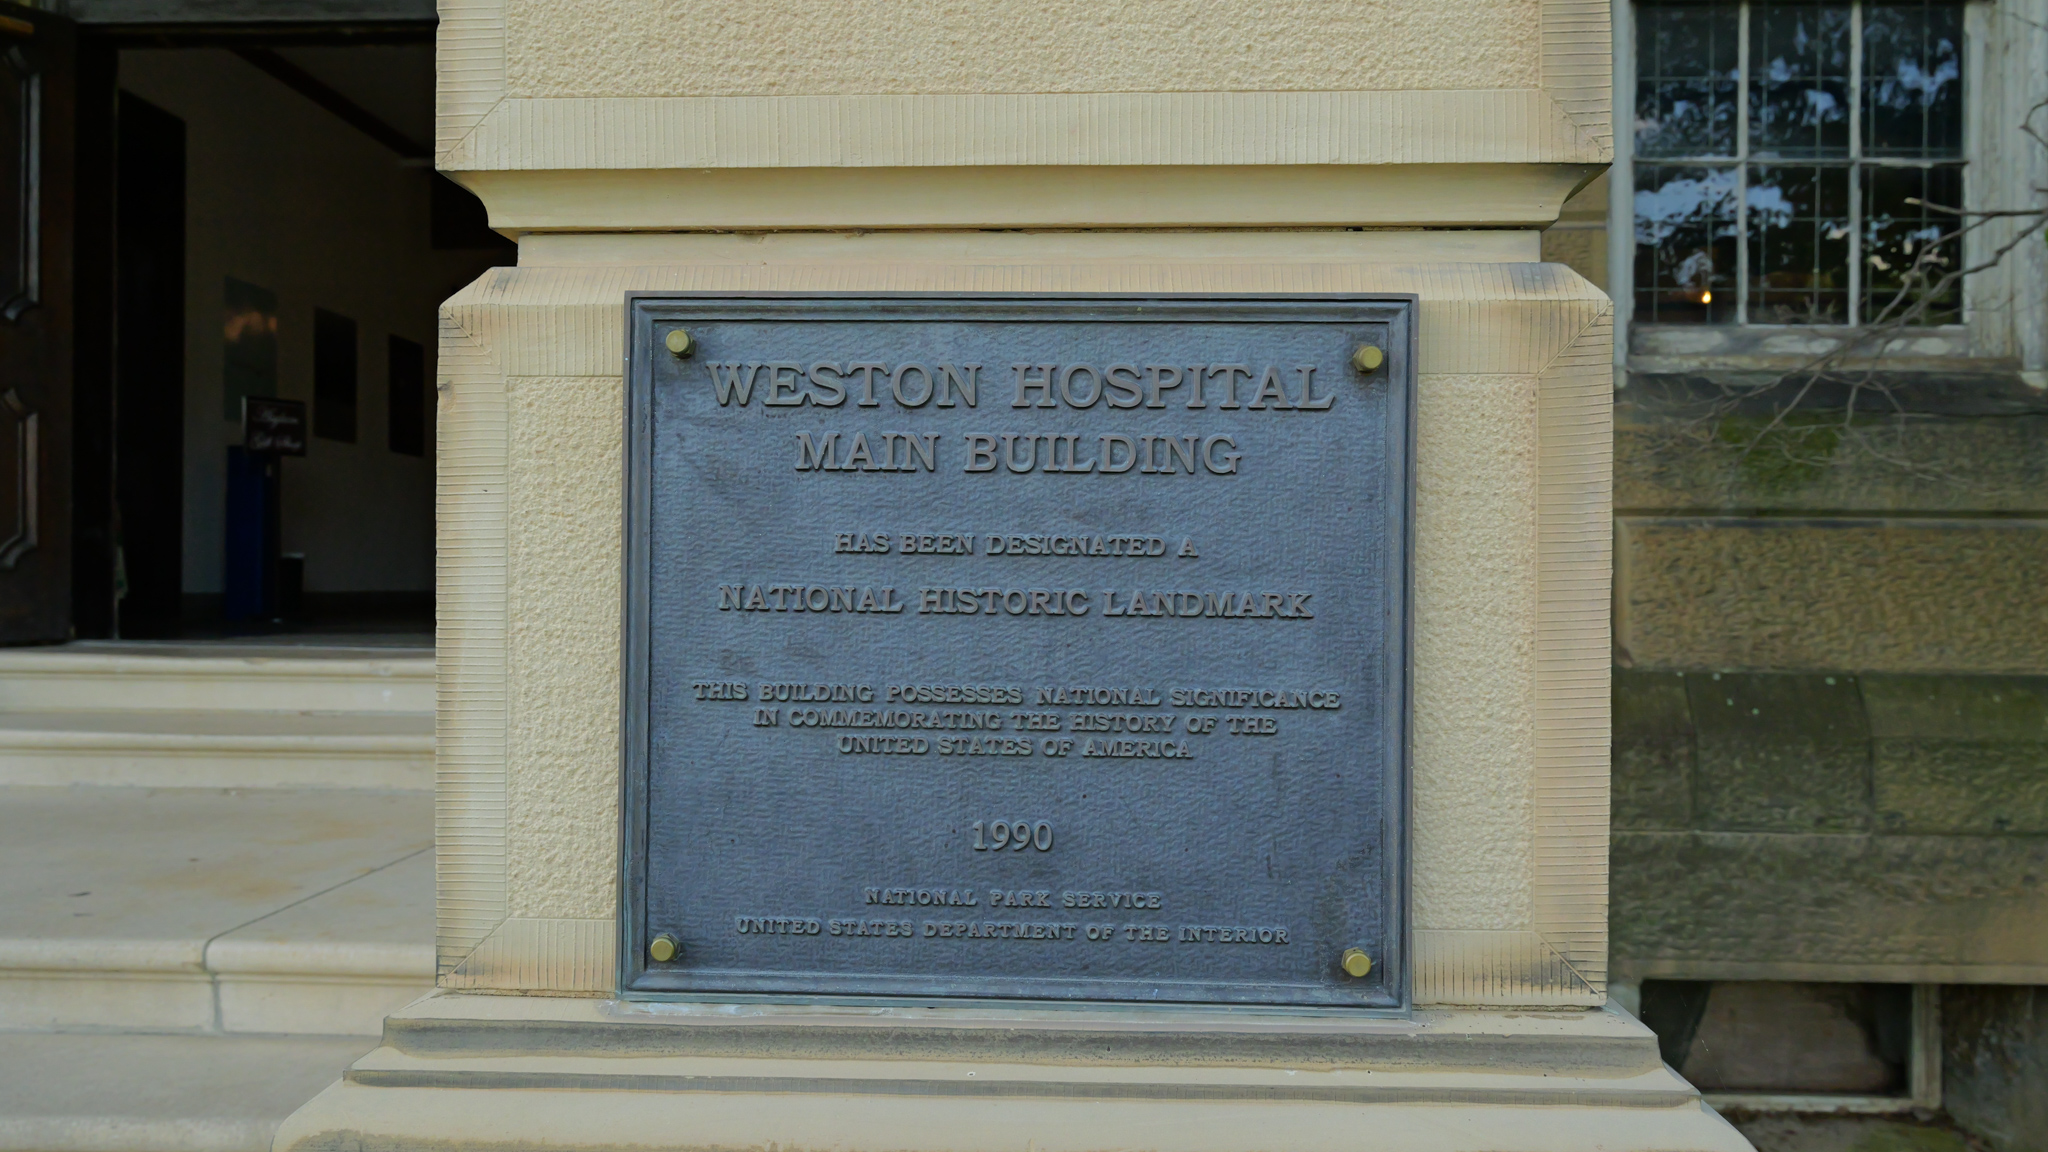 WESTON HOSPITAL
MAIN BUILDING
HAS BEEN DESIGNATED A
NATIONAL HISTORIC LANDMARK
THIS BUILDING POSSESSES NATIONAL SIGNIFICANCE
IN COMMEMORATING THE HISTORY OF THE
UNITED STATES OF AMERICA
1990
NATIONAL PARK SERVICE
UNITED STATES DEPARTMENT OF THE INTERIOR